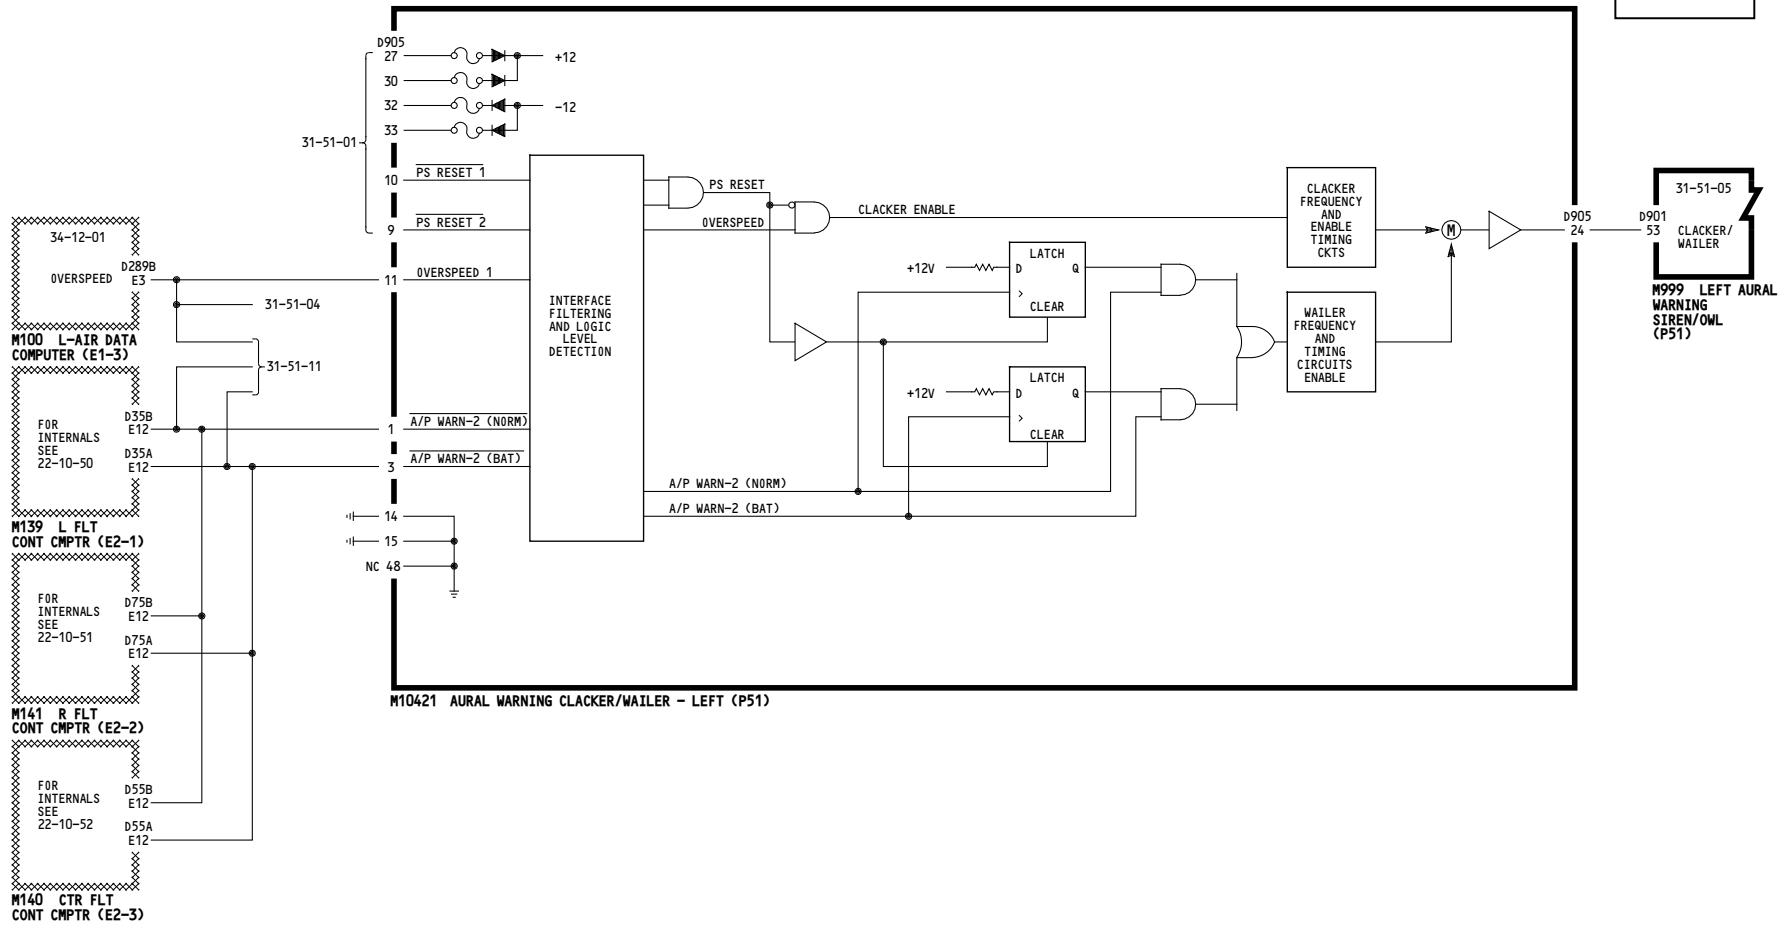 D905
27
+12
30
32
-12
33
31-51-01
PS RESET 1
10
PS RESET 2
9
PS RESET
OVERSPEED
CLACKER ENABLE
CLACKER
FREQUENCY
AND
ENABLE
TIMING
CKTS
M
D905
24
D901
53
31-51-05
CLACKER/
WAILER
M999 LEFT AURAL
WARNING
SIREN/OWL
(P51)
34-12-01
OVERSPEED
D289B
E3
M100 L-AIR DATA
COMPUTER (E1-3)
31-51-04
31-51-11
11
OVERSPEED 1
INTERFACE
FILTERING
AND LOGIC
LEVEL
DETECTION
+12V
LATCH
D
Q
>
CLEAR
WAILER
FREQUENCY
AND
TIMING
CIRCUITS
ENABLE
+12V
LATCH
D
Q
>
CLEAR
FOR
INTERNALS
SEE
22-10-50
D35B
E12
D35A
E12
M139 L FLT
CONT CMPTR (E2-1)
1
A/P WARN-2 (NORM)
3
A/P WARN-2 (BAT)
A/P WARN-2 (NORM)
A/P WARN-2 (BAT)
14
15
NC 48
FOR
INTERNALS
SEE
22-10-51
D75B
E12
D75A
E12
M141 R FLT
CONT CMPTR (E2-2)
M10421 AURAL WARNING CLACKER/WAILER - LEFT (P51)
FOR
INTERNALS
SEE
22-10-52
D55B
E12
D55A
E12
M140 CTR FLT
CONT CMPTR (E2-3)